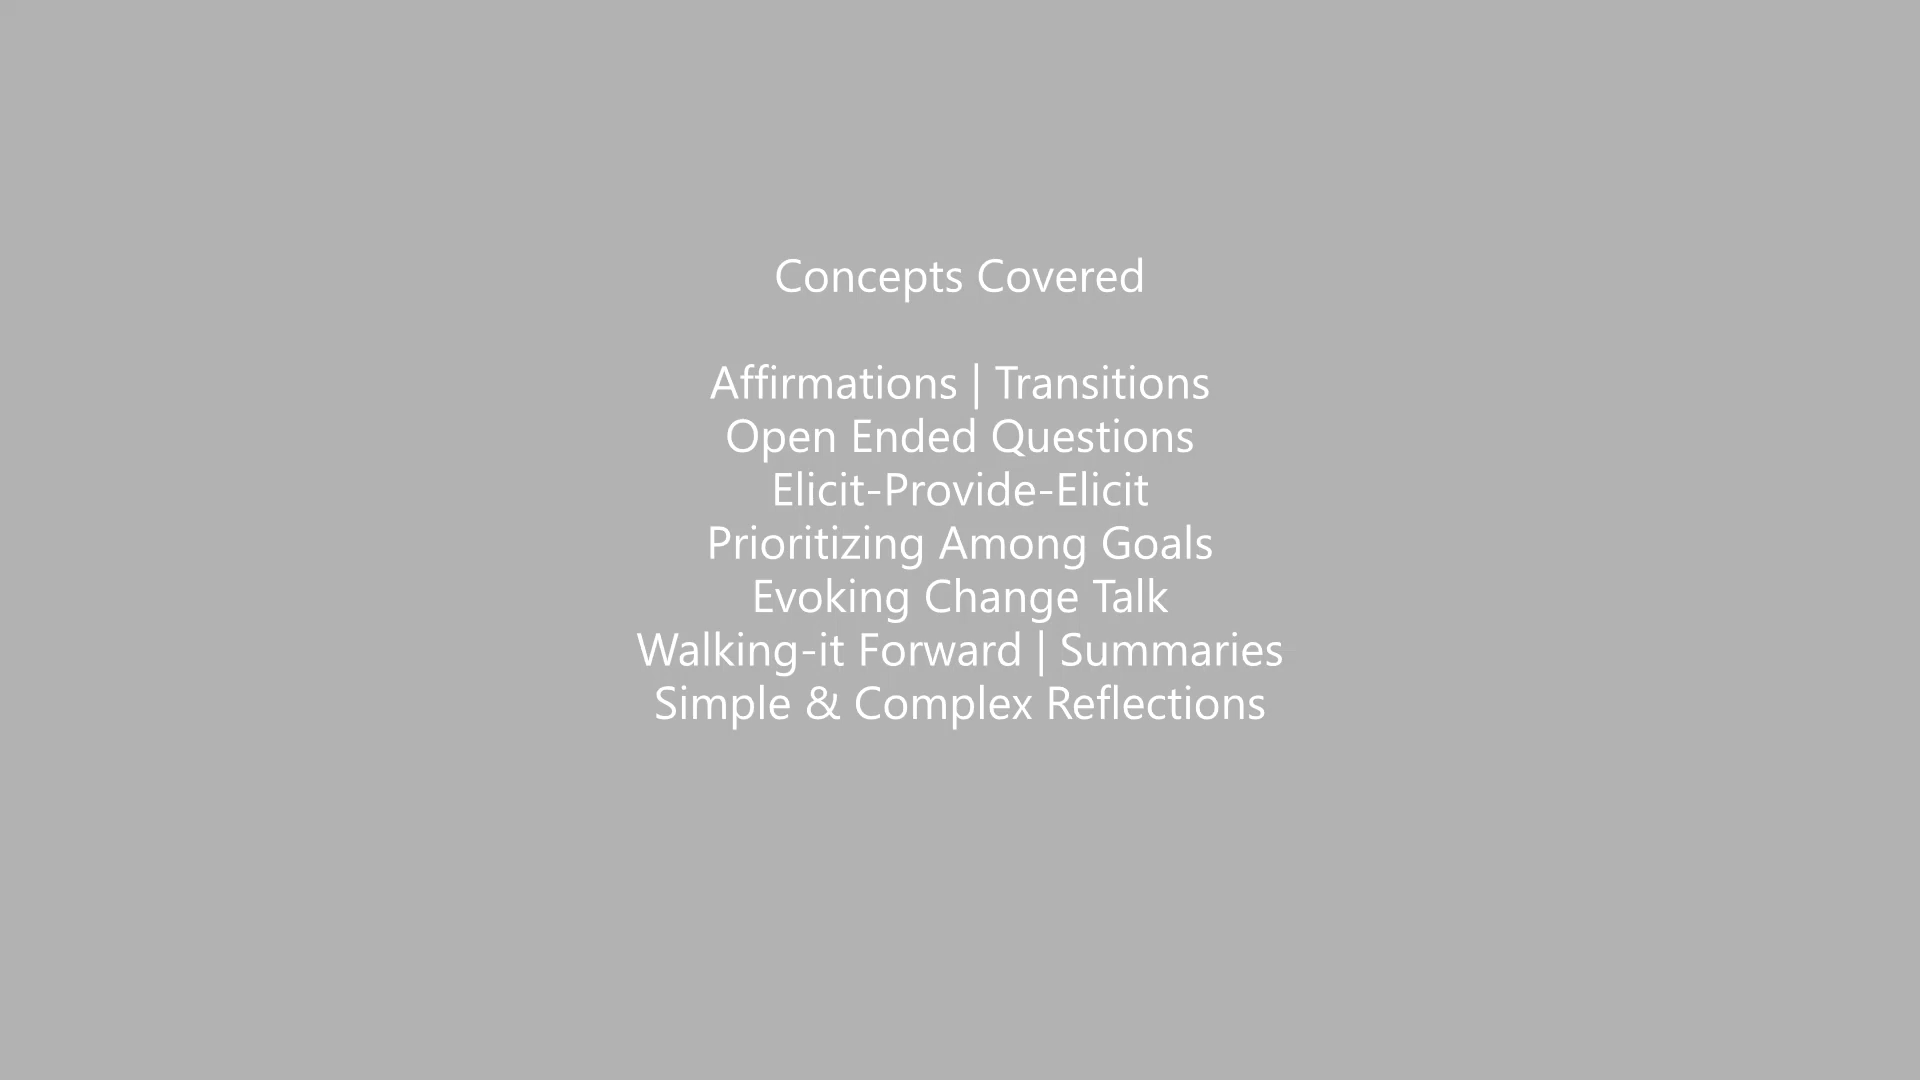 Concepts Covered
Affirmations | Transitions
Open Ended Questions
Elicit-Provide-Elicit
Prioritizing Among Goals
Evoking Change Talk
Walking-it Forward | Summaries
Simple & Complex Reflections